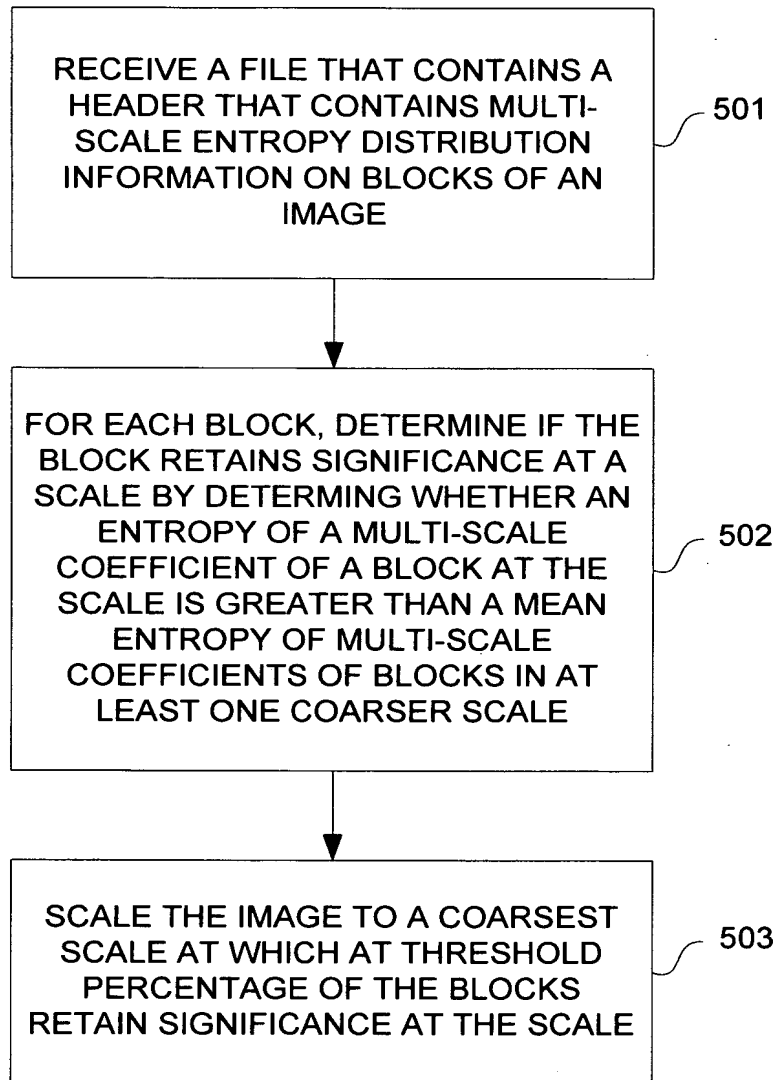 RECEIVE A FILE THAT CONTAINS A
HEADER THAT CONTAINS MULTI-
SCALE ENTROPY DISTRIBUTION
INFORMATION ON BLOCKS OF AN
IMAGE
501
FOR EACH BLOCK, DETERMINE IF THE
BLOCK RETAINS SIGNIFICANCE AT A
SCALE BY DETERMINING WHETHER AN
ENTROPY OF A MULTI-SCALE
COEFFICIENT OF A BLOCK AT THE
SCALE IS GREATER THAN A MEAN
ENTROPY OF MULTI-SCALE
COEFFICIENTS OF BLOCKS IN AT
LEAST ONE COARSER SCALE
502
SCALE THE IMAGE TO A COARSEST
SCALE AT WHICH AT THRESHOLD
PERCENTAGE OF THE BLOCKS
RETAIN SIGNIFICANCE AT THE SCALE
503